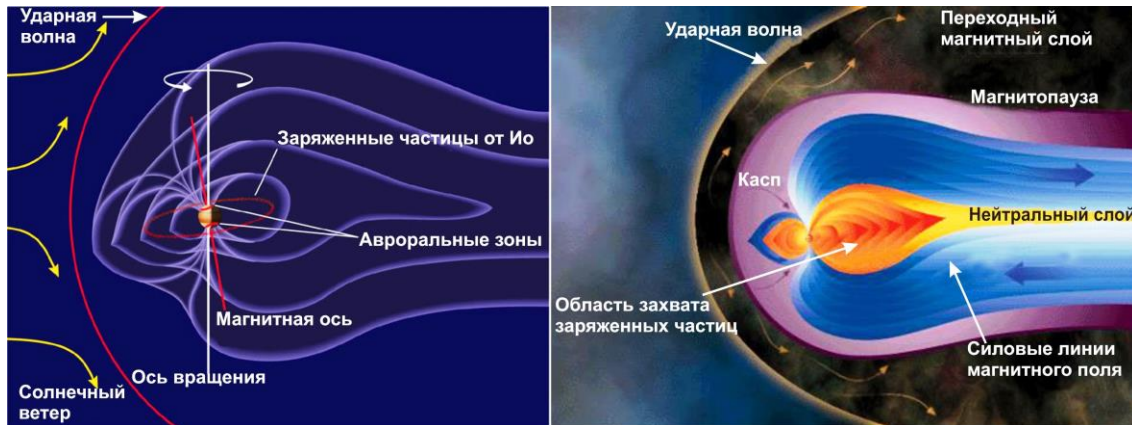 Ударная
волна
Заряженные частицы от Ио
Авроральные зоны
Магнитная ось
Ось вращения
Солнечный
ветер
Ударная волна
Переходный
магнитный слой
Магнитопауза
Касп
Нейтральный слой
Область захвата
заряженных частиц
Силовые линии
магнитного поля